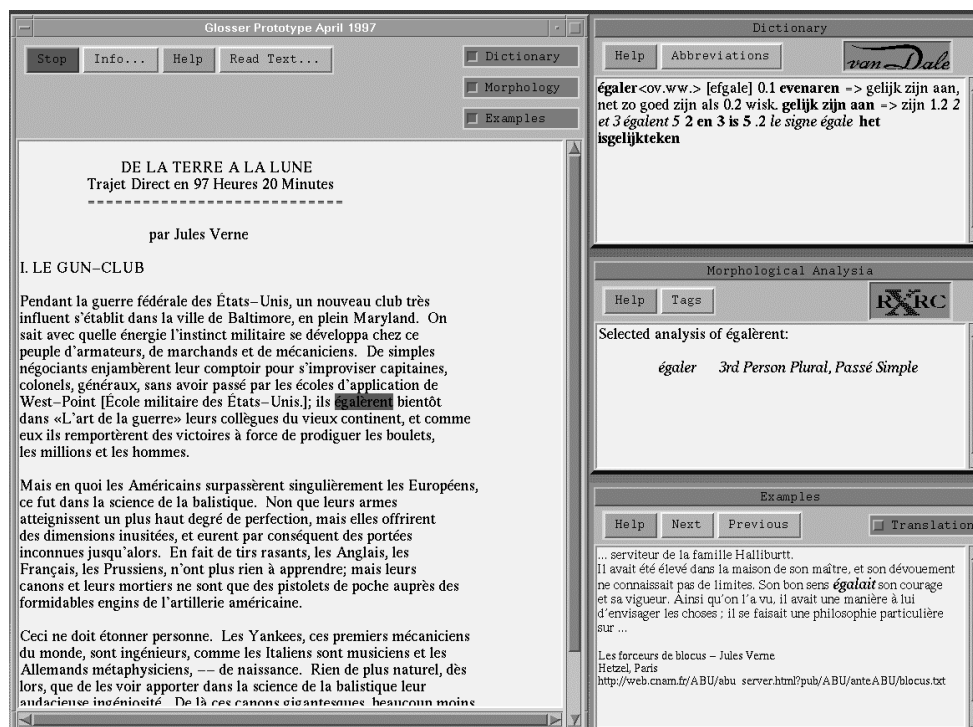 Glosser Prototype April 1997
Stop Info... Help Read Text...
Dictionary
Morphology
Examples
DE LA TERRE A LA LUNE
Trajet Direct en 97 Heures 20 Minutes
-----------------------------
par Jules Verne
I. LE GUN-CLUB
Pendant la guerre fédérale des États-Unis, un nouveau club très
influent s'établit dans la ville de Baltimore, en plein Maryland. On
sait avec quelle énergie l'instinct militaire se développa chez ce
peuple d'armateurs, de marchands et de mécaniciens. De simples
négociants enjambèrent leur comptoir pour s'improviser capitaines,
colonels, généraux, sans avoir passé par les écoles d'application de
West-Point [École militaire des États-Unis.]; ils égalèrent bientôt
dans «L'art de la guerre» leurs collègues du vieux continent, et comme
eux ils remportèrent des victoires à force de prodiguer les boulets,
les millions et les hommes.
Mais en quoi les Américains surpassèrent singulièrement les Européens,
ce fut dans la science de la balistique. Non que leurs armes
atteignissent un plus haut degré de perfection, mais elles offrirent
des dimensions inusitées, et eurent par conséquent des portées
inconnues jusqu'alors. En fait de tirs rasants, les Anglais, les
Français, les Prussiens, n'ont plus rien à apprendre; mais leurs
canons et leurs mortiers ne sont que des pistolets de poche auprès des
formidables engins de l'artillerie américaine.
Ceci ne doit étonner personne. Les Yankees, ces premiers mécaniciens
du monde, sont ingénieurs, comme les Italiens sont musiciens et les
Allemands métaphysiciens, -- de naissance. Rien de plus naturel, dès
lors, que de les voir apporter dans la science de la balistique leur
audacieuse ingéniosité. De là ces canons gigantesques, beaucoup moins
Dictionary
Help Abbreviations van Dale
égaler<ov.ww.> [efgale] 0.1 evenaren => gelijk zijn aan,
net zo goed zijn als 0.2 wisk. gelijk zijn aan => zijn 1.2 2
et 3 égalent 5 2 en 3 is 5 .2 le signe égale het
isgelijkteken
Morphological Analysis
Help Tags RXRC
Selected analysis of égalèrent:
égaler 3rd Person Plural, Passé Simple
Examples
Help Next Previous Translation
... serviteur de la famille Halliburtt.
Il avait été élevé dans la maison de son maître, et son dévouement
ne connaissait pas de limites. Son bon sens égalait son courage
et sa vigueur. Ainsi qu'on l'a vu, il avait une manière à lui
d'envisager les choses ; il se faisait une philosophie particulière
sur ...
Les forceurs de blocus - Jules Verne
Hetzel, Paris
http://web.cnam.fr/ABU/abu server.html?pub/ABU/anteABU/blocus.txt